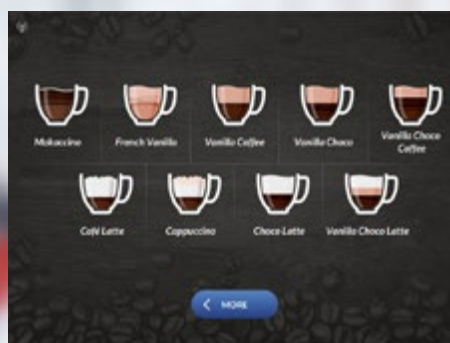 Mokaccino
French Vanilla
Vanilla Coffee
Vanilla Choco
Vanilla Choco
Coffee
Café Latte
Cappuccino
Choco Latte
Vanilla Choco Latte
MORE